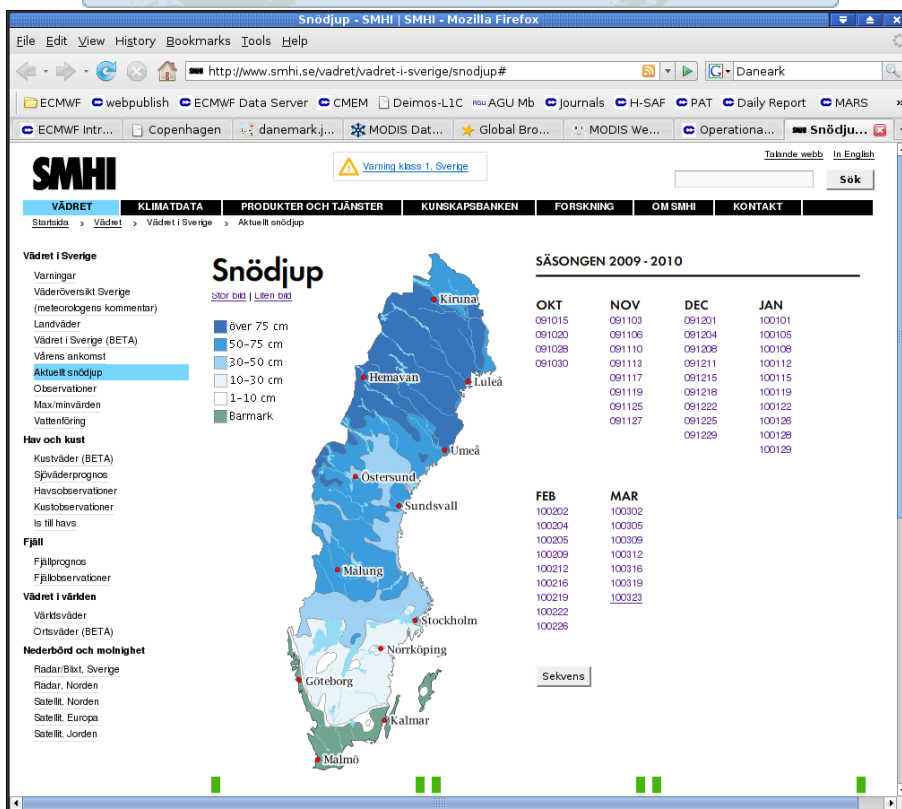 Snödjup - SMHI | SMHI - Mozilla Firefox
File Edit View History Bookmarks Tools Help
http://www.smhi.se/vadret/vadret-i-sverige/snodjup#
G Daneark
ECMWF webpublish ECMWF Data Server CMEM Deimos-L1C AGU Mb Journals H-SAF PAT Daily Report MARS »
ECMWF Intr... Copenhagen danemark.j... MODIS Dat... Global Bro... MODIS We... Operationa... Snödju...
SMHI
Varning klass 1, Sverige
Talande webb In English
Sök
VÄDRET KLIMATDATA PRODUKTER OCH TJÄNSTER KUNSKAPSBANKEN FORSKNING OM SMHI KONTAKT
Startsida > Vädret > Vädret i Sverige > Aktuellt snödjup
Vädret i Sverige
Varningar
Väderöversikt Sverige
(meteorologens kommentar)
Landväder
Vädret i Sverige (BETA)
Vårens ankomst
Aktuellt snödjup
Observationer
Max/minvärden
Vattenföring
Hav och kust
Kustväder (BETA)
Sjöväderprognos
Havsobservationer
Kustobservationer
Is till havs
Fjäll
Fjällprognos
Fjällobservationer
Vädret i världen
Världsväder
Ortsväder (BETA)
Nederbörd och molnighet
Radar/Blixt, Sverige
Radar, Norden
Satellit, Norden
Satellit, Europa
Satellit, Jorden
Snödjup
Stor bild | Liten bild
över 75 cm
50-75 cm
30-50 cm
10-30 cm
1-10 cm
Barmark
Kiruna
Hemavan
Luleå
Umeå
Östersund
Sundsvall
Malung
Stockholm
Norrköping
Göteborg
Kalmar
Malmö
SÄSONGEN 2009 - 2010
OKT NOV DEC JAN
091015 091103 091201 100101
091020 091106 091204 100105
091028 091110 091208 100108
091030 091113 091211 100112
091117 091215 100115
091119 091218 100119
091125 091222 100122
091127 091225 100126
091229 100128
100129
FEB MAR
100202 100302
100204 100305
100205 100309
100209 100312
100212 100316
100216 100319
100219 100323
100222
100226
Sekvens